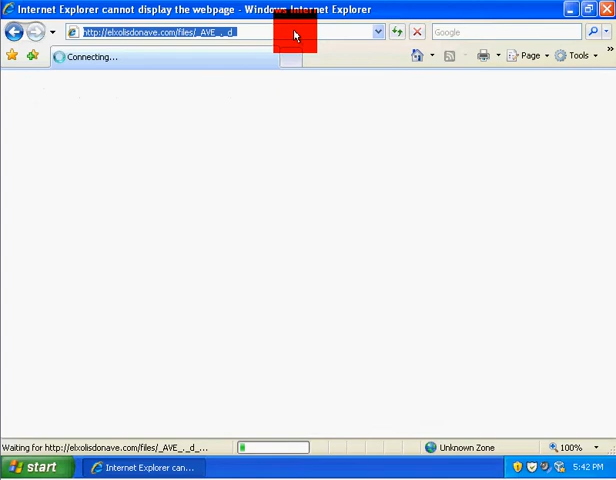 Internet Explorer cannot display the webpage - Windows Internet Explorer
http://elxolisdonave.com/files/_AVE_._d_
Google
Connecting...
Page
Tools
Waiting for http://elxolisdonave.com/files/_AVE_._d_...
Unknown Zone
100%
start
Internet Explorer can...
5:42 PM